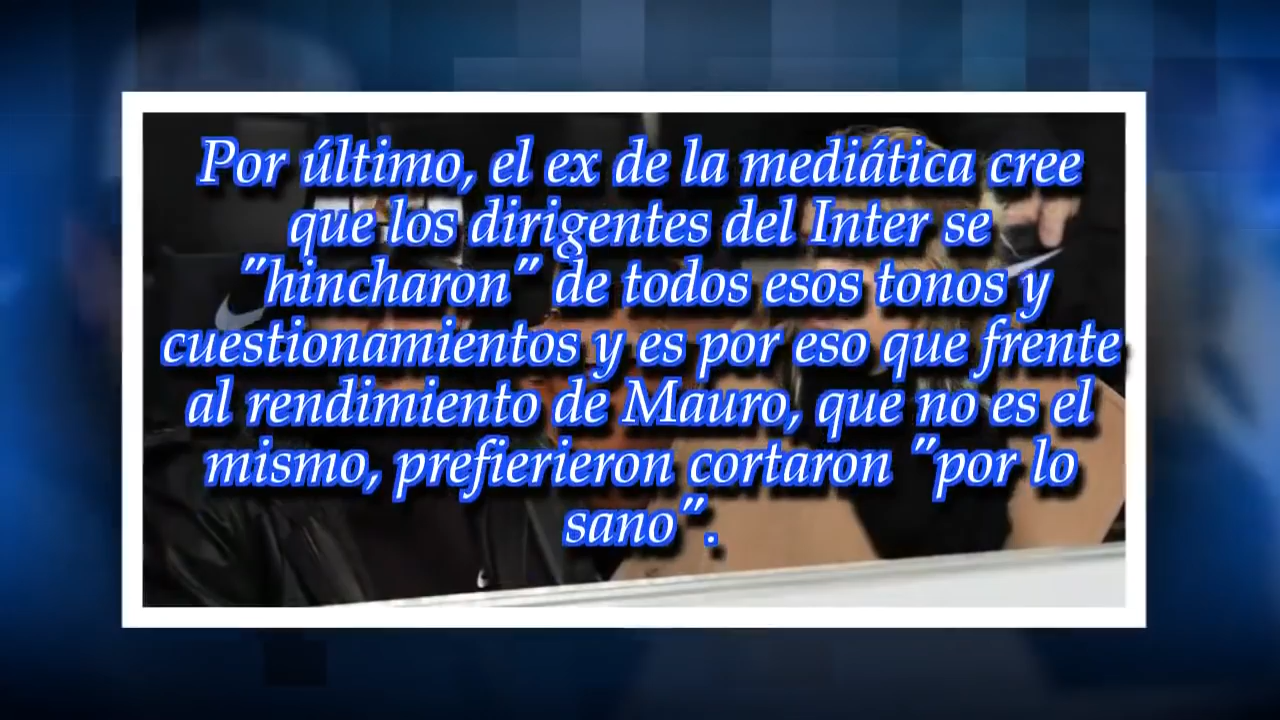 Por último, el ex de la mediática cree
que los dirigentes del Inter se
"hincharon" de todos esos tonos y
cuestionamientos y es por eso que frente
al rendimiento de Mauro, que no es el
mismo, prefierieron cortaron "por lo
sano".